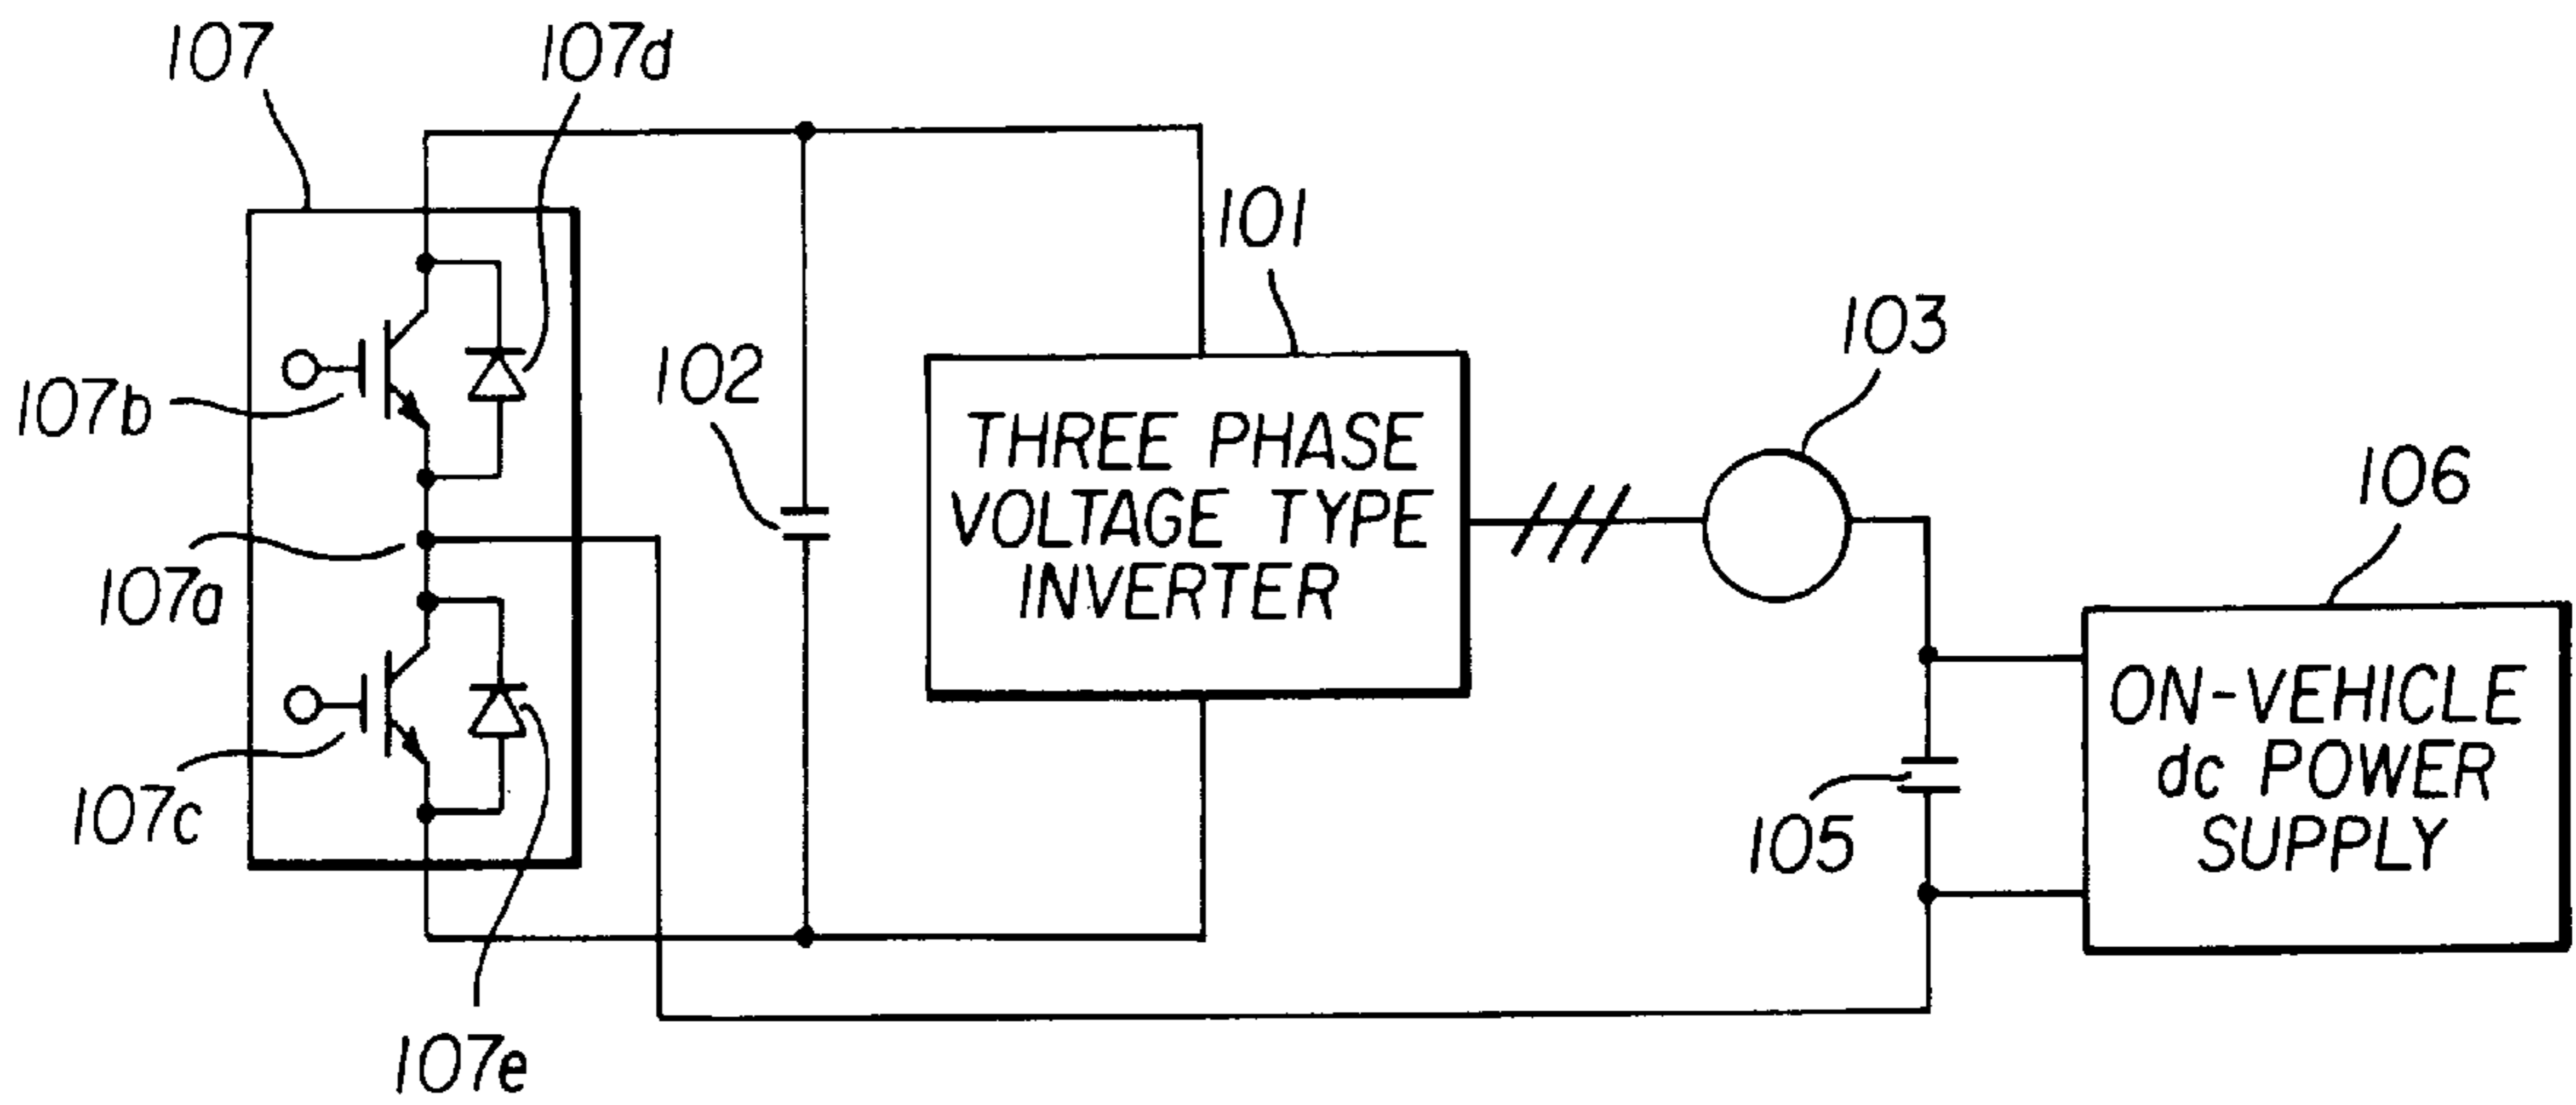 107
107d
101
103
102
107b
THREE PHASE
VOLTAGE TYPE
INVERTER
106
107a
ON-VEHICLE
dc POWER
SUPPLY
105
107c
107e